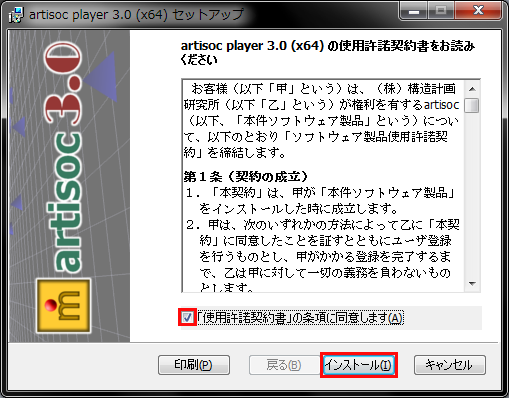 artisoc player 3.0 (x64) セットアップ
artisoc 3.0
m
artisoc player 3.0 (x64) の使用許諾契約書をお読み
ください
お客様（以下「甲」という）は、（株）構造計画
研究所（以下「乙」という）が権利を有するartisoc
（以下、「本件ソフトウェア製品」という）につい
て、以下のとおり「ソフトウェア製品使用許諾契
約」を締結します。
第１条（契約の成立）
１．「本契約」は、甲が「本件ソフトウェア製品」
をインストールした時に成立します。
２．甲は、次のいずれかの方法によって乙に「本契
約」に同意したことを証すとともにユーザ登録
を行うものとし、甲がかかる登録を完了するま
で、乙は甲に対して一切の義務を負わないもの
とします。
「使用許諾契約書」の条項に同意します(A)
印刷(P)
戻る(B)
インストール(I)
キャンセル